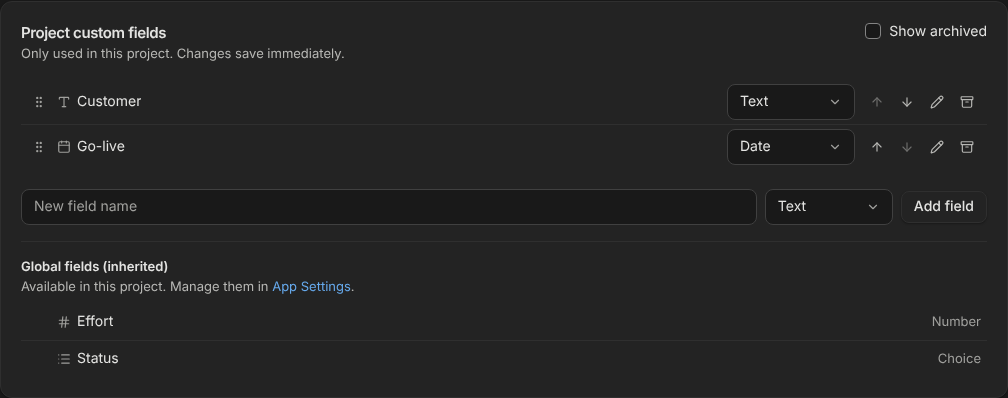 Project custom fields
Show archived
Only used in this project. Changes save immediately.
Customer
Text
Go-live
Date
New field name
Text
Add field
Global fields (inherited)
Available in this project. Manage them in App Settings.
Effort
Number
Status
Choice